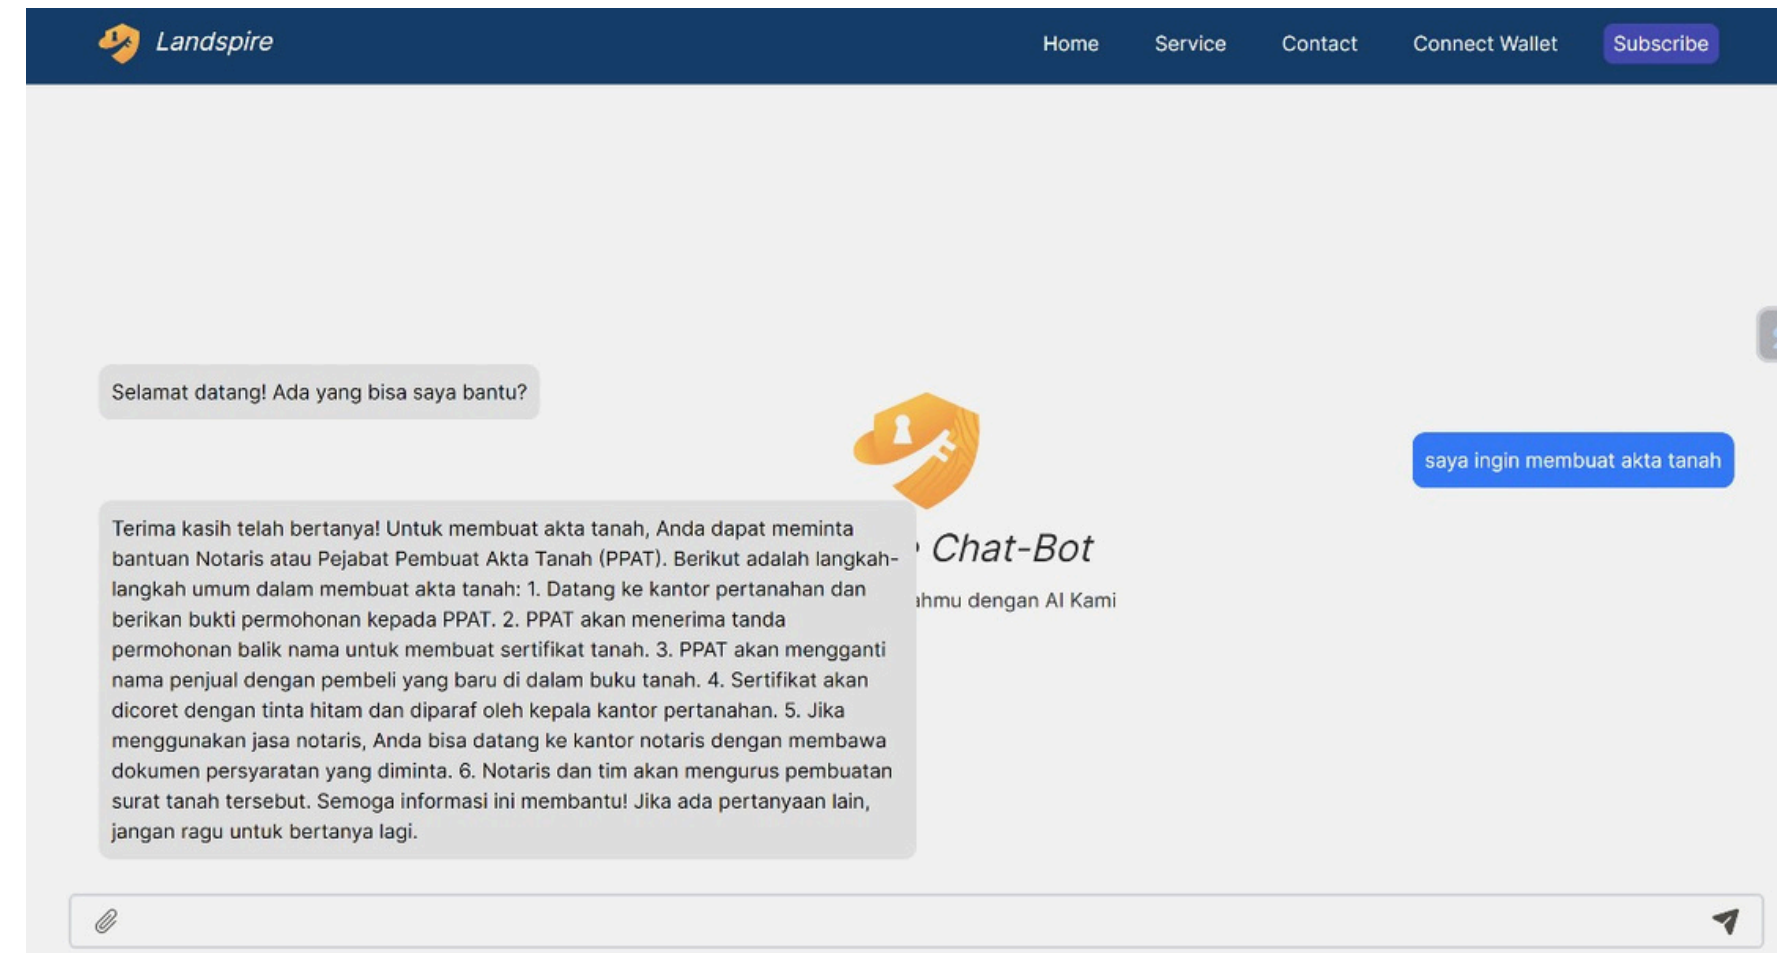 Landspire
Home
Service
Contact
Connect Wallet
Subscribe
Selamat datang! Ada yang bisa saya bantu?
saya ingin membuat akta tanah
Terima kasih telah bertanya! Untuk membuat akta tanah, Anda dapat meminta
bantuan Notaris atau Pejabat Pembuat Akta Tanah (PPAT). Berikut adalah langkah-
langkah umum dalam membuat akta tanah: 1. Datang ke kantor pertanahan dan
berikan bukti permohonan kepada PPAT. 2. PPAT akan menerima tanda
permohonan balik nama untuk membuat sertifikat tanah. 3. PPAT akan mengganti
nama penjual dengan pembeli yang baru di dalam buku tanah. 4. Sertifikat akan
dicoret dengan tinta hitam dan diparaf oleh kepala kantor pertanahan. 5. Jika
menggunakan jasa notaris, Anda bisa datang ke kantor notaris dengan membawa
dokumen persyaratan yang diminta. 6. Notaris dan tim akan mengurus pembuatan
surat tanah tersebut. Semoga informasi ini membantu! Jika ada pertanyaan lain,
jangan ragu untuk bertanya lagi.
Chat-Bot
dengan AI Kami